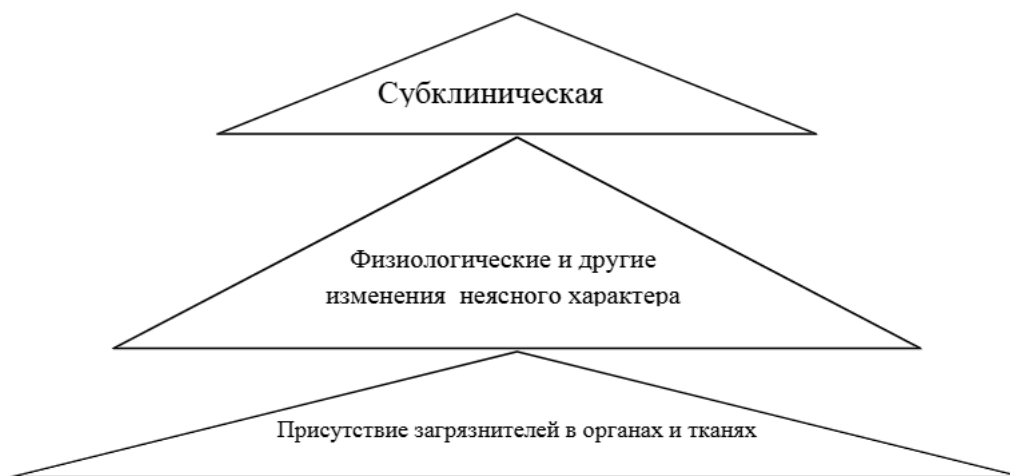 Субклиническая
Физиологические и другие
изменения неясного характера
Присутствие загрязнителей в органах и тканях